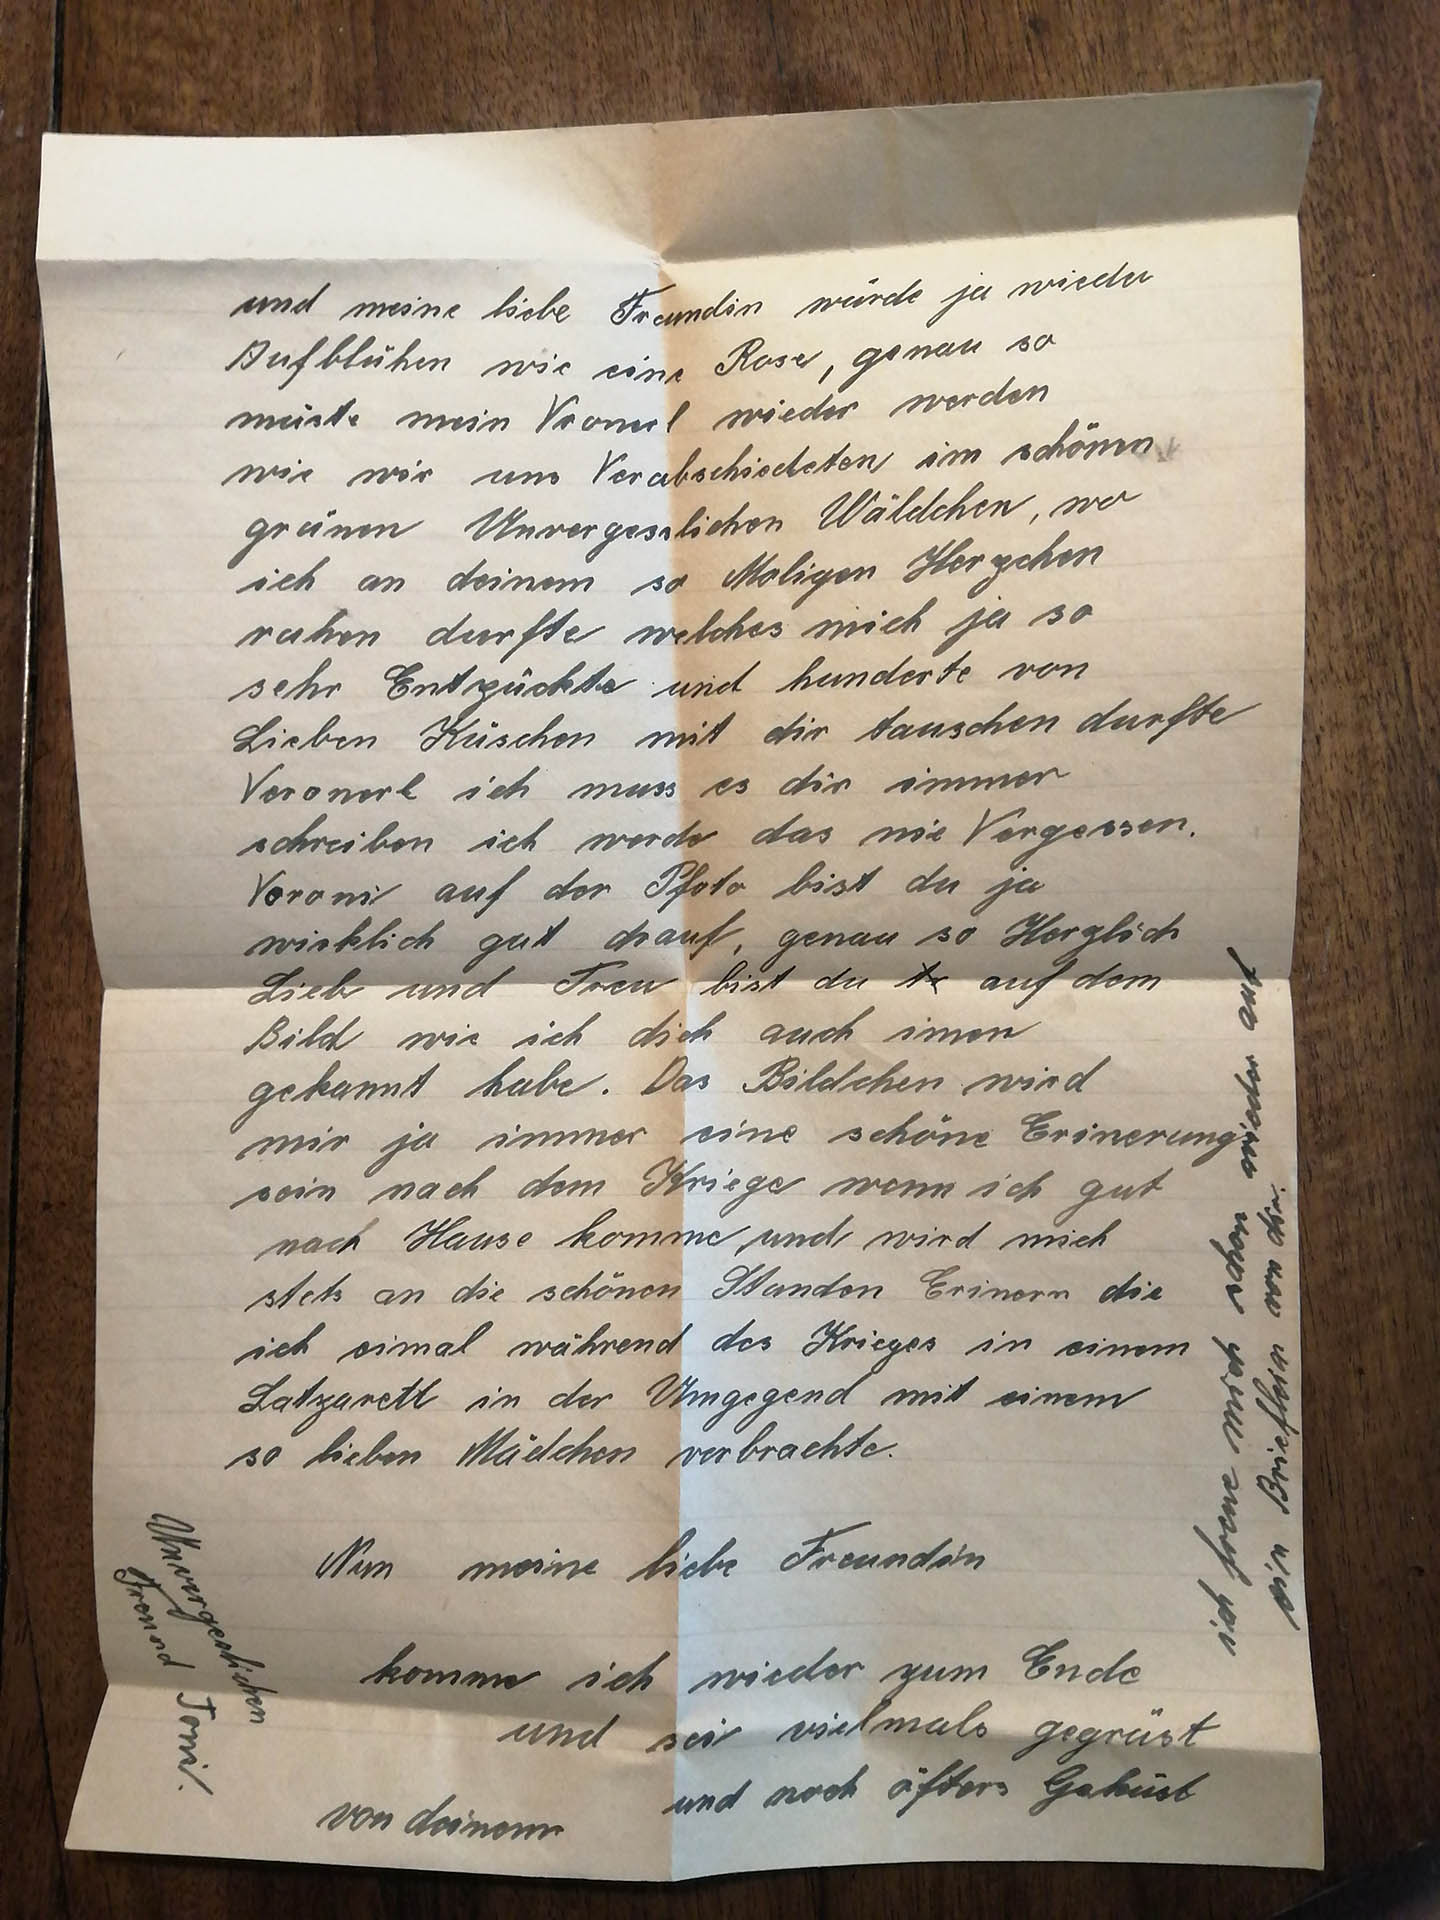 und meine liebe Freundin würde ja wieder
Aufblühen wie eine Rose, genau so
müste mein Vronerl wieder werden
wie wir uns Verabschiedeten im schönen
grünen Unvergesslichen Wäldchen, wo
ich an deinem so Moligen Herzchen
ruhen durfte welches mich ja so
sehr Entzückte und hunderte von
Lieben Küschen mit dir tauschen durfte
Veronerl ich muss es dir immer
schreiben ich werde das nie Vergessen.
Veroni auf der Pfoto bist du ja
wirklich gut drauf, genau so Herzlich
Lieb und Treu bist du auf dem
Bild wie ich dich auch imen
gekannt habe. Das Bildchen wird
mir ja immer eine schöne Erinerung
sein nach dem Kriege wenn ich gut
nach Hause komme und wird mich
stets an die schönen Stunden Erinern die
ich eimal während des Krieges in einem
Latzarett in der Umgegend mit einem
so lieben Mädchen verbrachte.
Nun meine liebe Freundin
komme ich wieder zum Ende
und sei vielmals gegrüst
und noch öfters Geküst
von deinem
Unvergeslichen
Freund Toni.
ich freue mich schon wieder auf
ein Briefchen von dir.